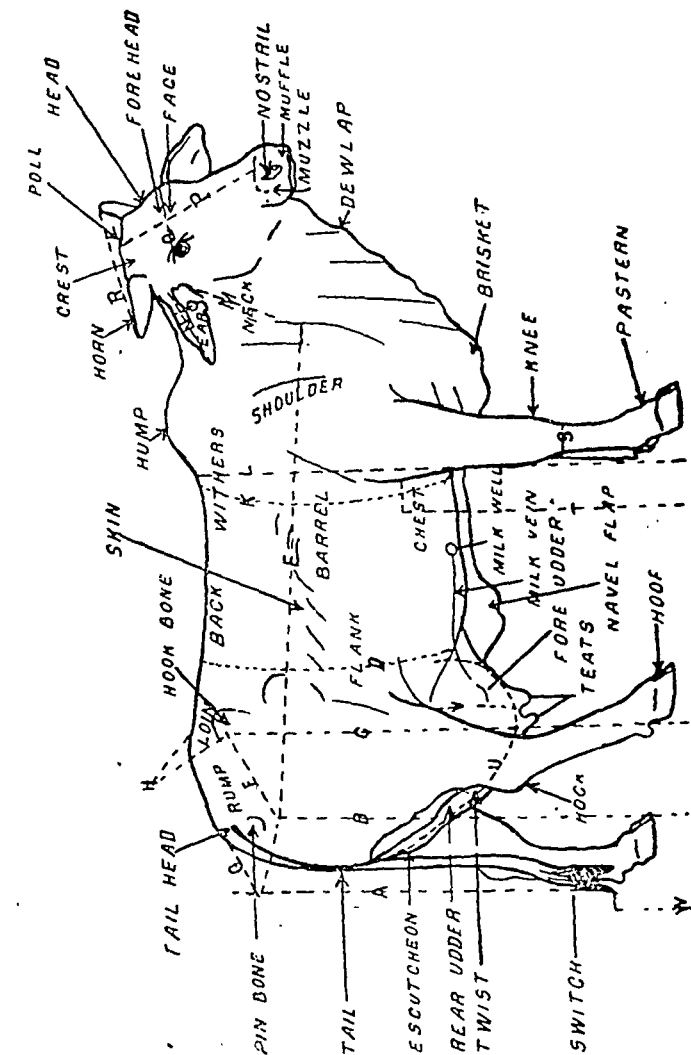 HEAD
FOREHEAD
FACE
POLL
CREST
HORN
NOSTRAIL
MUFFLE
MUZZLE
DEWLAP
EAR
NECK
HUMP
SHOULDER
BRISKET
KNEE
PASTERN
SKIN
WITHERS
BARREL
CHEST
MILK WELL
MILK VEIN
FORE UDDER
NAVEL FLAP
TEATS
HOOF
HOOK BONE
BACK
FLANK
LOIN
RUMP
TAIL HEAD
PIN BONE
TAIL
ESCUTCHEON
REAR UDDER
TWIST
SWITCH
HOCK
R
P
M
L
K
S
E
T
D
G
H
I
B
Q
A
U
V